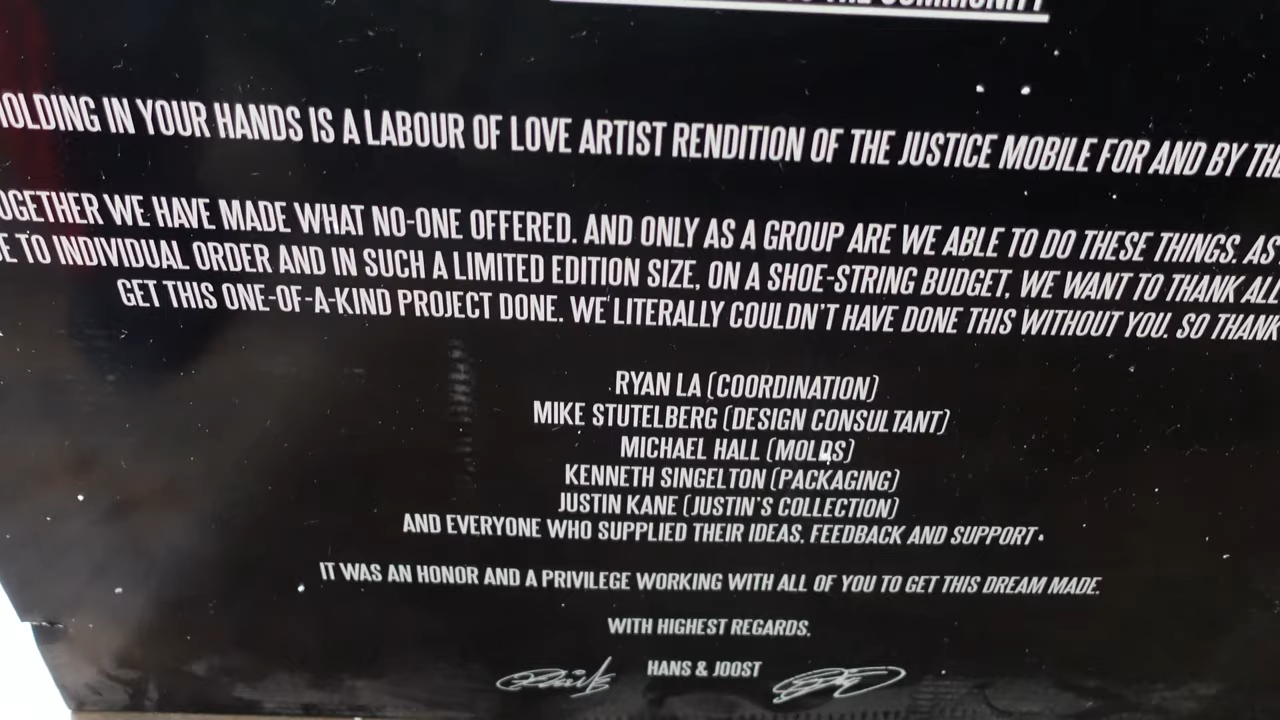 THE COMMUNITY
HOLDING IN YOUR HANDS IS A LABOUR OF LOVE ARTIST RENDITION OF THE JUSTICE MOBILE FOR AND BY THE
TOGETHER WE HAVE MADE WHAT NO-ONE OFFERED. AND ONLY AS A GROUP ARE WE ABLE TO DO THESE THINGS. AS
TO INDIVIDUAL ORDER AND IN SUCH A LIMITED EDITION SIZE, ON A SHOE-STRING BUDGET, WE WANT TO THANK ALL
GET THIS ONE-OF-A-KIND PROJECT DONE. WE LITERALLY COULDN'T HAVE DONE THIS WITHOUT YOU. SO THANK
RYAN LA (COORDINATION)
MIKE STUTELBERG (DESIGN CONSULTANT)
MICHAEL HALL (MOLDS)
KENNETH SINGELTON (PACKAGING)
JUSTIN KANE (JUSTIN'S COLLECTION)
AND EVERYONE WHO SUPPLIED THEIR IDEAS, FEEDBACK AND SUPPORT.
IT WAS AN HONOR AND A PRIVILEGE WORKING WITH ALL OF YOU TO GET THIS DREAM MADE.
WITH HIGHEST REGARDS,
HANS & JOOST